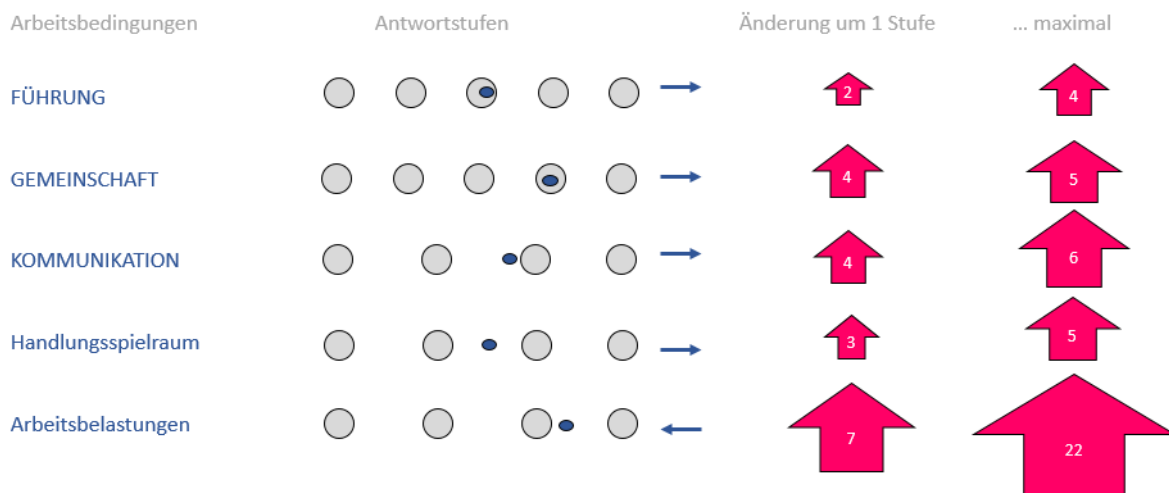 Arbeitsbedingungen Antwortstufen Änderung um 1 Stufe ... maximal
FÜHRUNG 2 4
GEMEINSCHAFT 4 5
KOMMUNIKATION 4 6
Handlungsspielraum 3 5
Arbeitsbelastungen 7 22